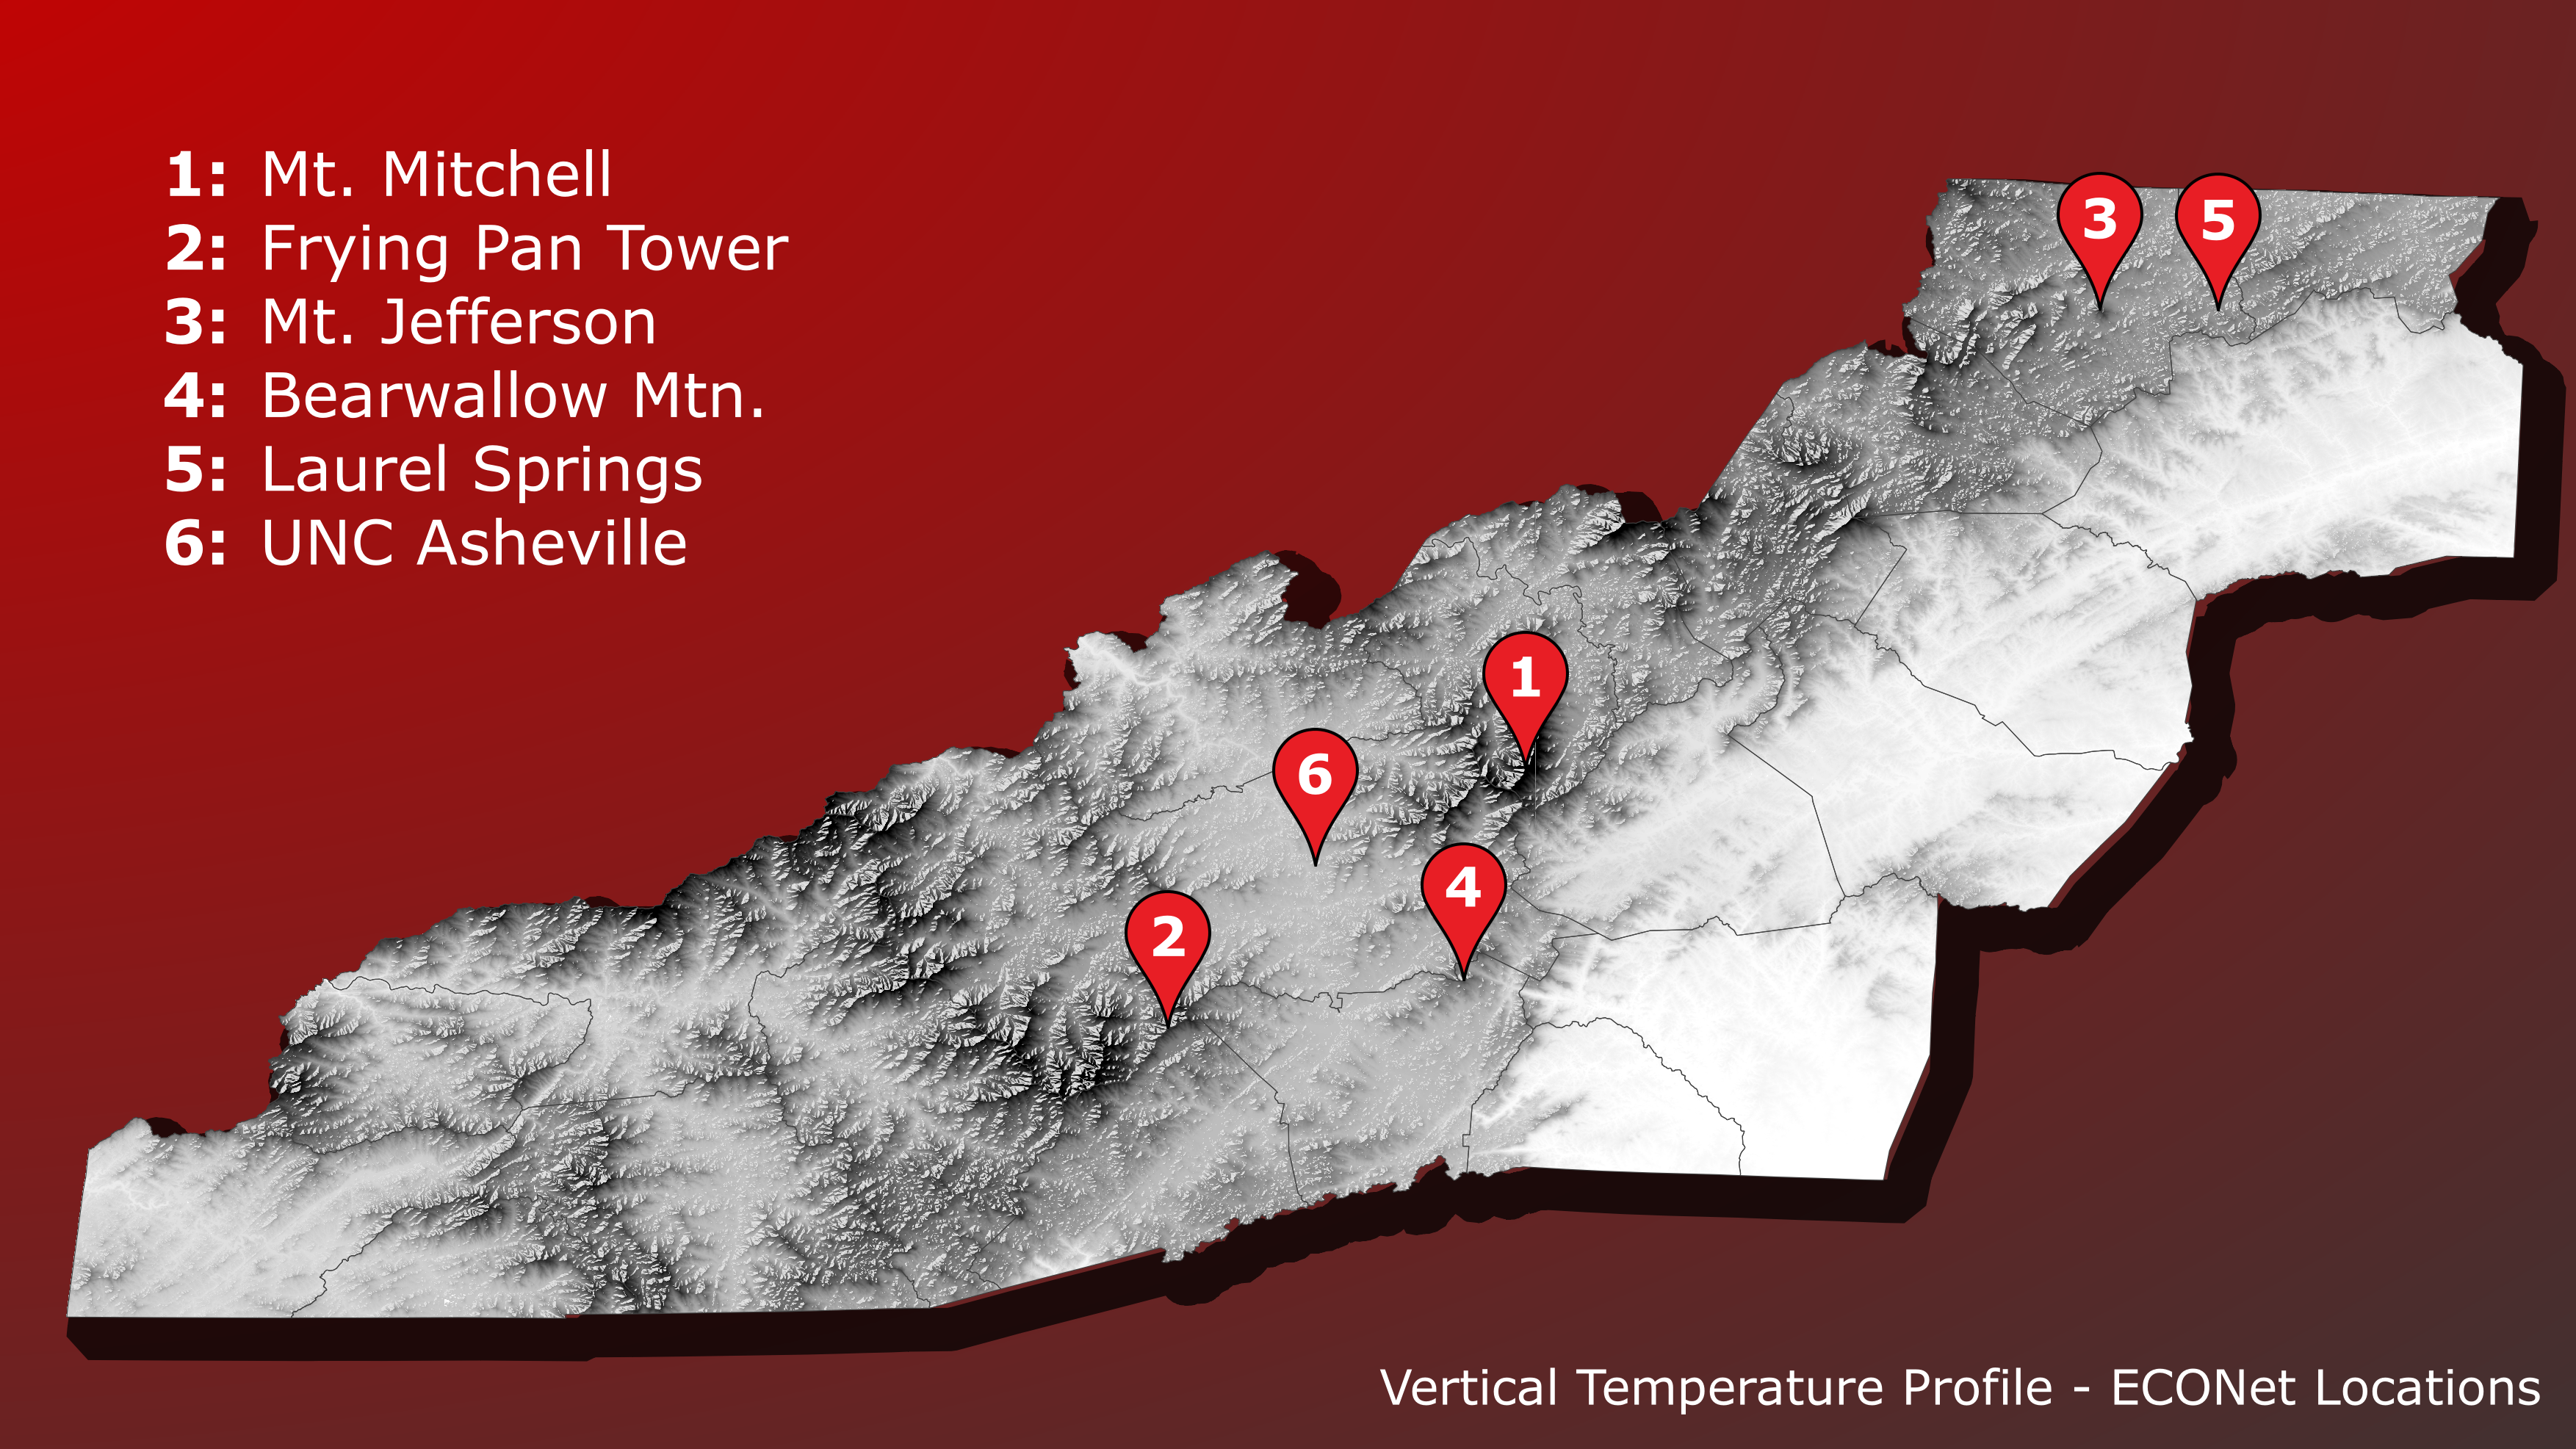 1: Mt. Mitchell
2: Frying Pan Tower
3: Mt. Jefferson
4: Bearwallow Mtn.
5: Laurel Springs
6: UNC Asheville
3
5
1
6
4
2
Vertical Temperature Profile - ECONet Locations